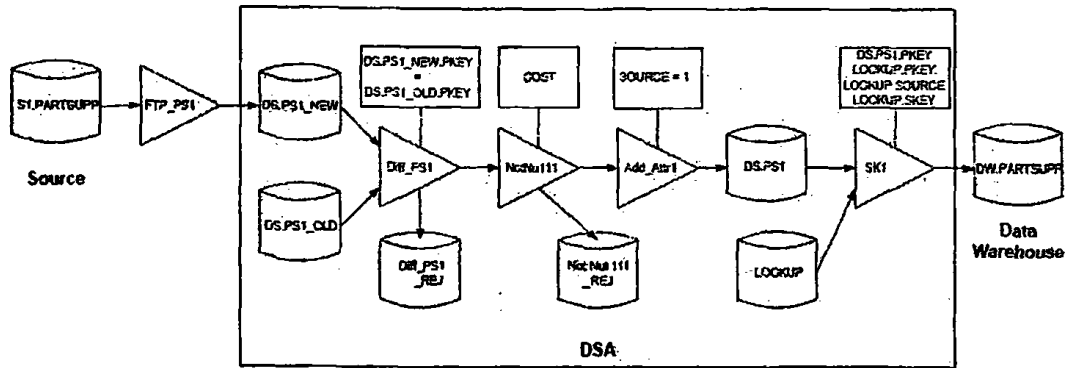 DS.PS1_NEW.PKEY
=
DS.PS1_OLD.PKEY
COST
SOURCE = 1
DS.PS1.PKEY
LOOKUP.PKEY.
LOOKUP.SOURCE
LOOKUP.SKEY
S1.PARTSUPP
FTP_PS1
DS.PS1_NEW
Diff_PS1
NotNull1
Add_Attr1
DS.PS1
SK1
DW.PARTSUPP
Source
DS.PS1_OLD
Diff_PS1
_REJ
NotNull1
_REJ
LOOKUP
Data
Warehouse
DSA